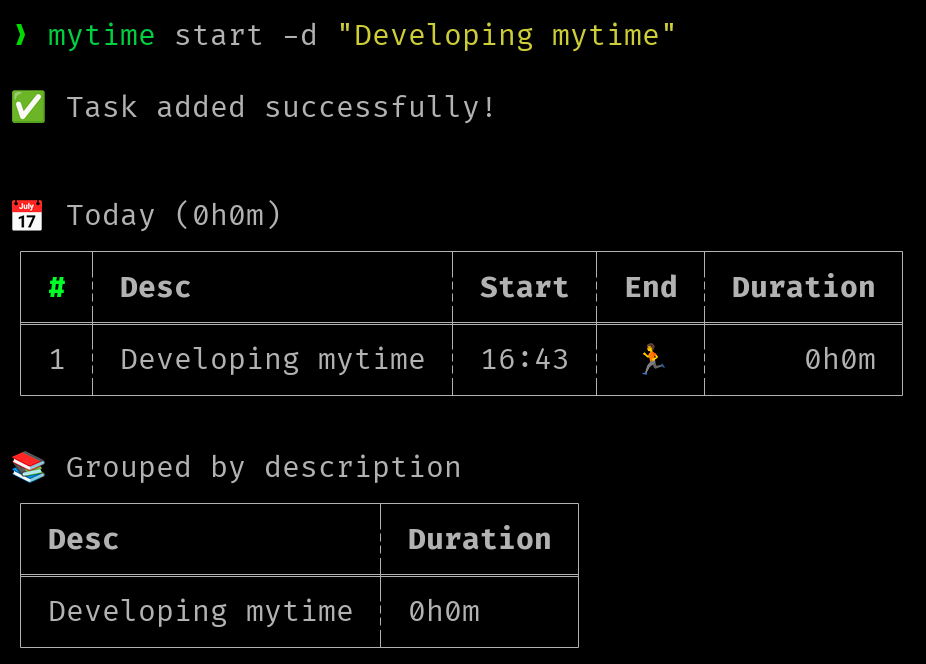 ❯ mytime start -d "Developing mytime"
✅ Task added successfully!
📅 Today (0h0m)
# Desc Start End Duration
1 Developing mytime 16:43 🏃 0h0m
📚 Grouped by description
Desc Duration
Developing mytime 0h0m